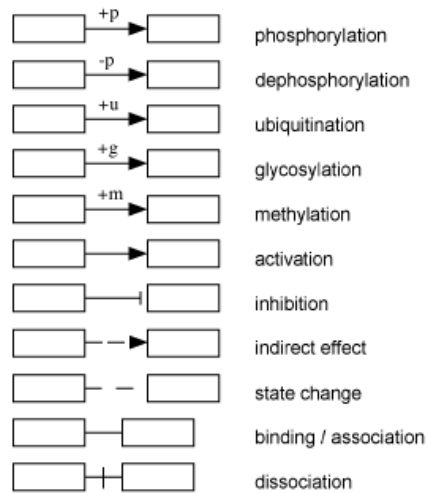 +p phosphorylation
-p dephosphorylation
+u ubiquitination
+g glycosylation
+m methylation
activation
inhibition
indirect effect
state change
binding / association
dissociation